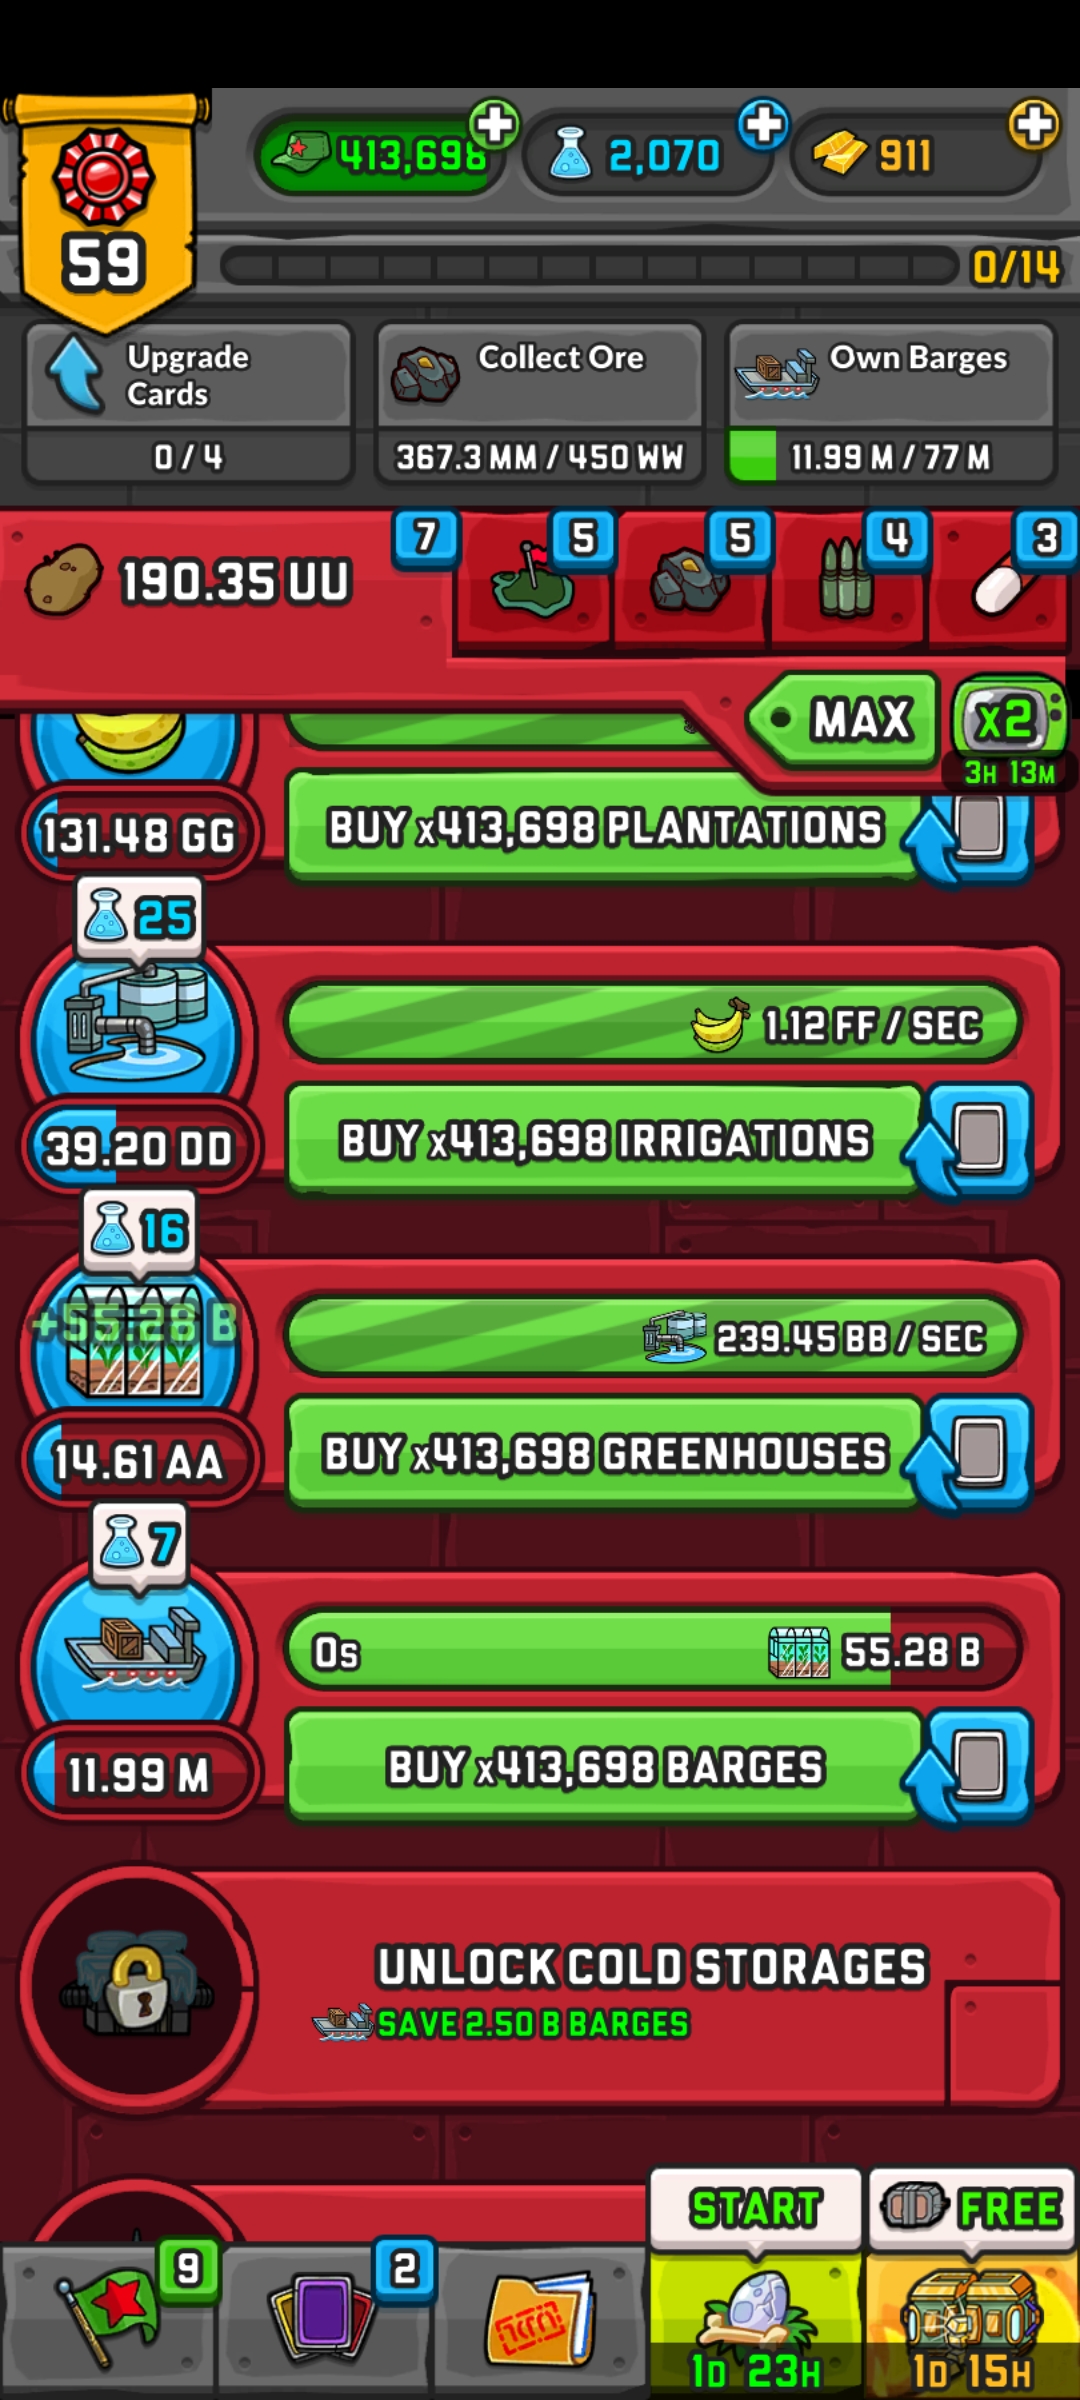 413,698
2,070
911
59
0/14
Upgrade
Cards
0 / 4
Collect Ore
367.3 MM / 450 WW
Own Barges
11.99 M / 77 M
190.35 UU
7
5
5
4
3
MAX
x2
3H 13M
131.48 GG
BUY x413,698 PLANTATIONS
25
1.12 FF / SEC
39.20 DD
BUY x413,698 IRRIGATIONS
16
+55.28 B
239.45 BB / SEC
14.61 AA
BUY x413,698 GREENHOUSES
7
0s
55.28 B
11.99 M
BUY x413,698 BARGES
UNLOCK COLD STORAGES
SAVE 2.50 B BARGES
START
FREE
9
2
1D 23H
1D 15H